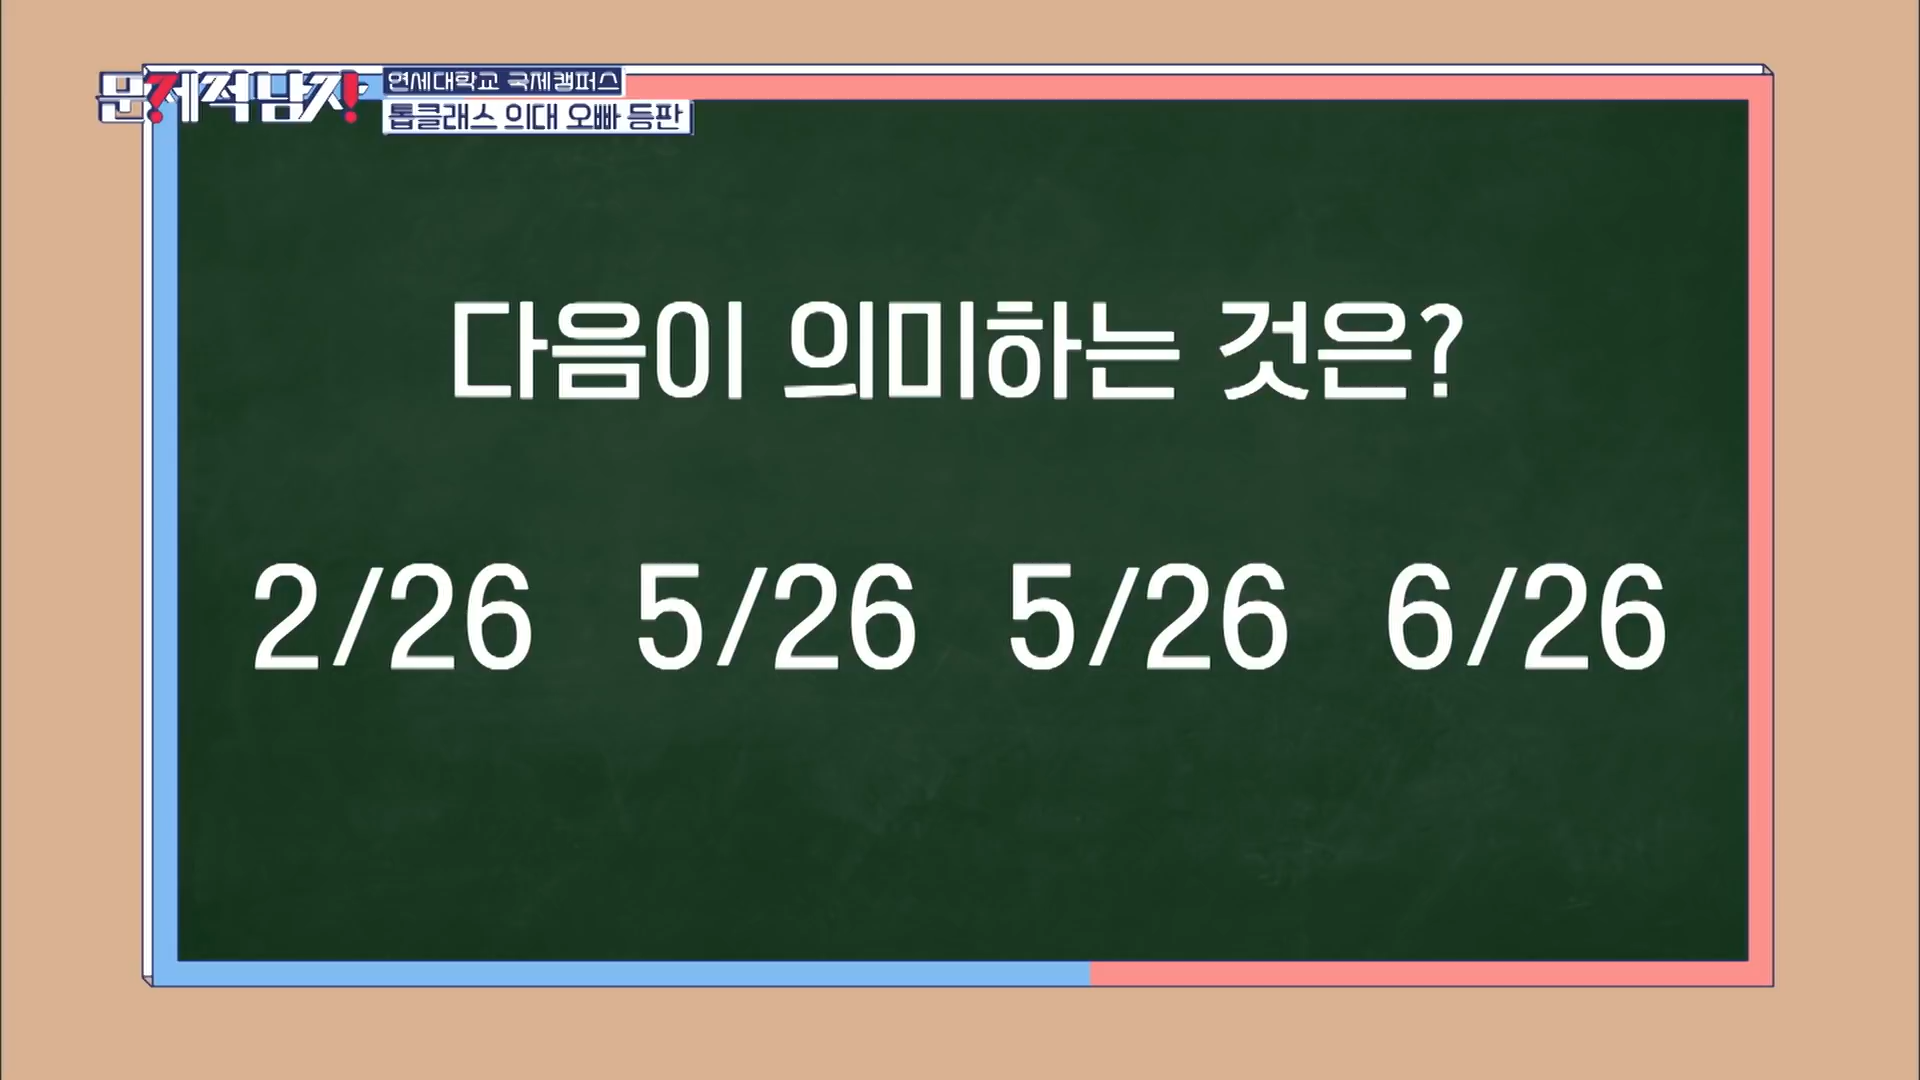 문제적남자
연세대학교 국제캠퍼스
톱클래스 의대 오빠 등판
다음이 의미하는 것은?
2/26 5/26 5/26 6/26